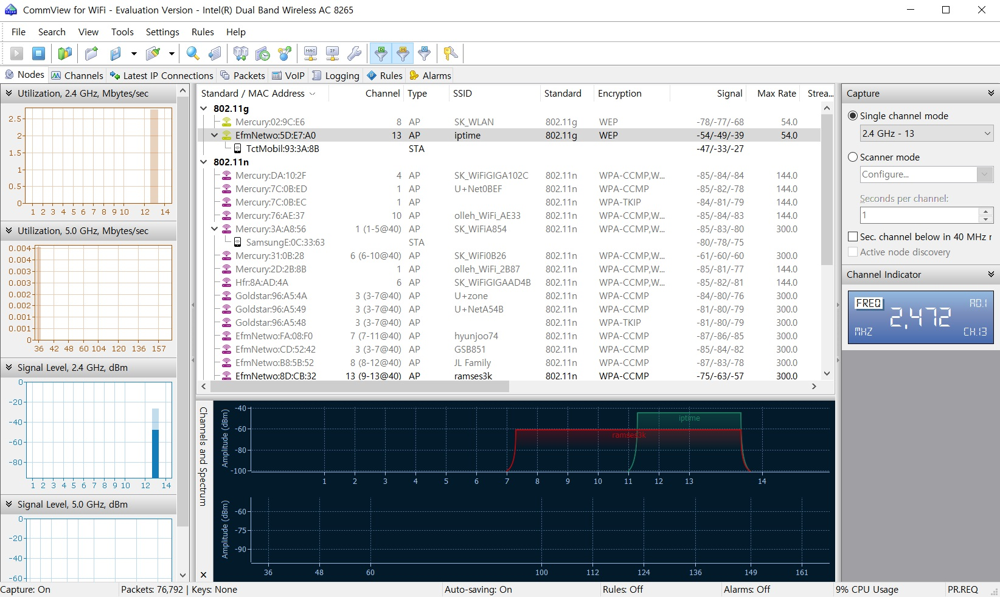 CommView for WiFi - Evaluation Version - Intel(R) Dual Band Wireless AC 8265
File Search View Tools Settings Rules Help
MAC IP
D M C
Nodes Channels Latest IP Connections Packets VoIP Logging Rules Alarms
Utilization, 2.4 GHz, Mbytes/sec
2.5
2
1.5
1
0.5
0
1 2 3 4 5 6 7 8 9 10 12 14
Utilization, 5.0 GHz, Mbytes/sec
0.004
0.004
0.003
0.003
0.002
0.002
0.001
0.001
0
36 42 48 60 104 120 136 157
Signal Level, 2.4 GHz, dBm
0
-20
-40
-60
-80
1 2 3 4 5 6 7 8 9 10 12 14
Signal Level, 5.0 GHz, dBm
0
-20
-40
-60
Standard / MAC Address Channel Type SSID Standard Encryption Signal Max Rate Strea...
802.11g
Mercury:02:9C:E6 8 AP SK_WLAN 802.11g WEP -78/-77/-68 54.0
EfmNetwo:5D:E7:A0 13 AP iptime 802.11g WEP -54/-49/-39 54.0
TctMobil:93:3A:8B STA -47/-33/-27
802.11n
Mercury:DA:10:2F 4 AP SK_WiFiGIGA102C 802.11n WPA-CCMP,W... -85/-84/-84 144.0
Mercury:7C:0B:ED 1 AP U+Net0BEF 802.11n WPA-CCMP -85/-82/-78 144.0
Mercury:7C:0B:EC 1 AP 802.11n WPA-TKIP -84/-81/-79 144.0
Mercury:76:AE:37 10 AP olleh_WiFi_AE33 802.11n WPA-CCMP,W... -85/-84/-83 144.0
Mercury:3A:A8:56 1 (1-5@40) AP SK_WiFiA854 802.11n WPA-CCMP,W... -85/-83/-80 300.0
SamsungE:0C:33:63 STA -80/-78/-75
Mercury:31:0B:28 6 (6-10@40) AP SK_WiFi0B26 802.11n WPA-CCMP,W... -61/-60/-60 300.0
Mercury:2D:2B:8B 1 AP olleh_WiFi_2B87 802.11n WPA-CCMP,W... -85/-81/-77 144.0
Hfr:8A:AD:4A 6 AP SK_WiFiGIGAAD4B 802.11n WPA-CCMP,W... -85/-82/-81 144.0
Goldstar:96:A5:4A 3 (3-7@40) AP U+zone 802.11n WPA-CCMP -84/-80/-76 300.0
Goldstar:96:A5:49 3 (3-7@40) AP U+NetA54B 802.11n WPA-CCMP -81/-80/-79 300.0
Goldstar:96:A5:48 3 (3-7@40) AP 802.11n WPA-TKIP -81/-80/-79 300.0
EfmNetwo:FA:08:F0 7 (7-11@40) AP hyunjoo74 802.11n WPA-CCMP -87/-86/-85 300.0
EfmNetwo:CD:52:42 3 (3-7@40) AP GSB851 802.11n WPA-CCMP -85/-84/-82 300.0
EfmNetwo:B8:5B:52 8 (8-12@40) AP JL Family 802.11n WPA-CCMP -87/-83/-78 300.0
EfmNetwo:8D:CB:32 13 (9-13@40) AP ramses3k 802.11n WPA-CCMP -75/-63/-57 300.0
Channels and Spectrum
Amplitude (dBm)
-40
-60
-80
-100
iptime
ramses3k
1 2 3 4 5 6 7 8 9 10 11 12 13 14
Amplitude (dBm)
-60
-75
-90
36 48 60 100 112 124 136 149 161
Capture
Single channel mode
2.4 GHz - 13
Scanner mode
Configure...
Seconds per channel:
1
Sec. channel below in 40 MHz r
Active node discovery
Channel Indicator
FREQ
AD.1
2,472
MHZ
CH.13
Capture: On Packets: 76,792 | Keys: None Auto-saving: On Rules: Off Alarms: Off 9% CPU Usage PR.REQ